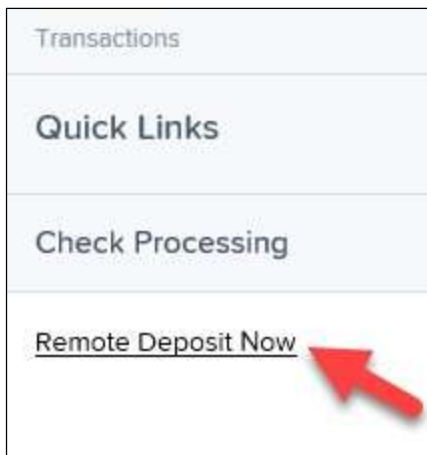 Transactions
Quick Links
Check Processing
Remote Deposit Now